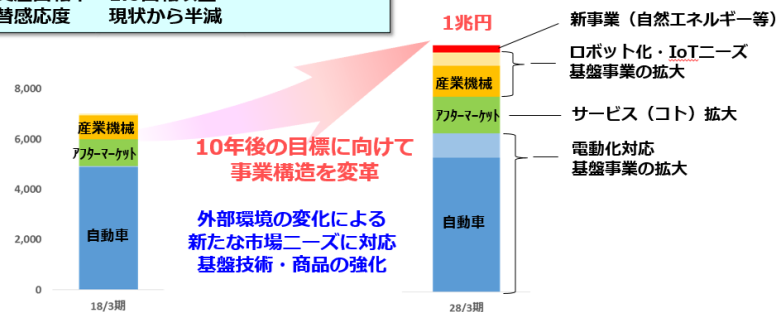 替感応度 現状から半減
1兆円
新事業（自然エネルギー等）
ロボット化・IoTニーズ
基盤事業の拡大
産業機械
8,000
産業機械
アフターマーケット
サービス（コト）拡大
6,000
アフターマーケット
10年後の目標に向けて
事業構造を変革
電動化対応
基盤事業の拡大
4,000
外部環境の変化による
新たな市場ニーズに対応
基盤技術・商品の強化
自動車
自動車
2,000
0
18/3期
28/3期